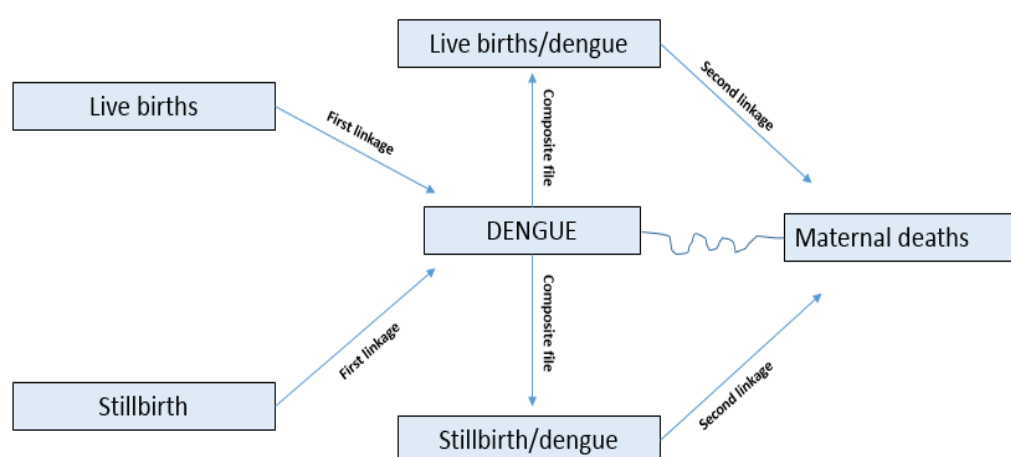 Live births/dengue
Live births
First linkage
Composite file
Second linkage
DENGUE
Maternal deaths
First linkage
Composite file
Second linkage
Stillbirth
Stillbirth/dengue